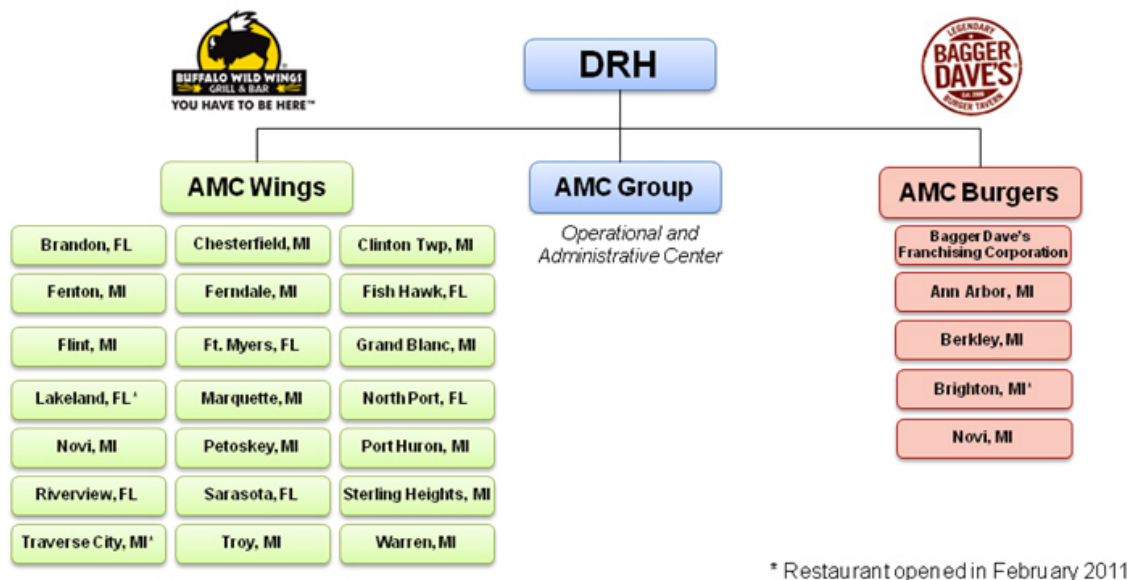 BUFFALO WILD WINGS
GRILL & BAR
YOU HAVE TO BE HERE™
DRH
LEGENDARY
BAGGER
DAVE'S
EST. 2008
BURGER TAVERN
AMC Wings
AMC Group
AMC Burgers
Operational and
Administrative Center
Brandon, FL
Chesterfield, MI
Clinton Twp, MI
Fenton, MI
Ferndale, MI
Fish Hawk, FL
Flint, MI
Ft. Myers, FL
Grand Blanc, MI
Lakeland, FL*
Marquette, MI
North Port, FL
Novi, MI
Petoskey, MI
Port Huron, MI
Riverview, FL
Sarasota, FL
Sterling Heights, MI
Traverse City, MI*
Troy, MI
Warren, MI
Bagger Dave's
Franchising Corporation
Ann Arbor, MI
Berkley, MI
Brighton, MI*
Novi, MI
* Restaurant opened in February 2011